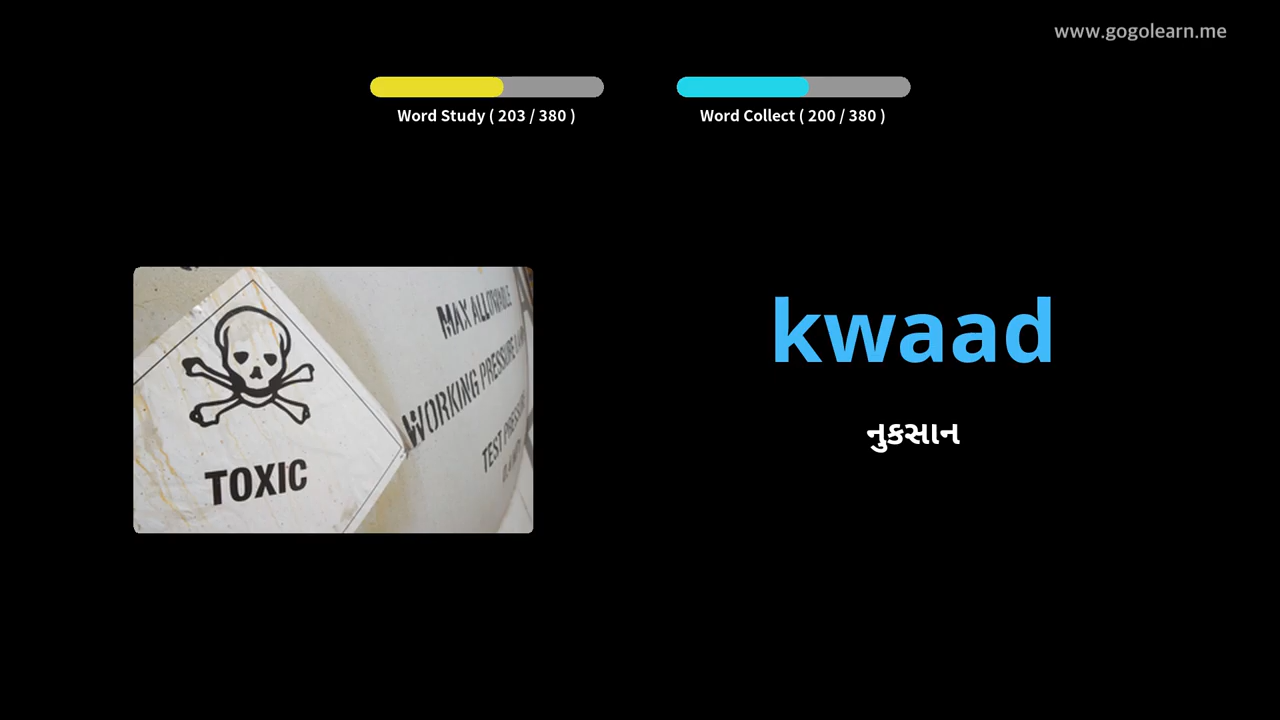 www.gogolearn.me
Word Study ( 203 / 380 )
Word Collect ( 200 / 380 )
MAX ALLOWABLE
WORKING PRESSURE
TEST
TOXIC
kwaad
નુકસાન